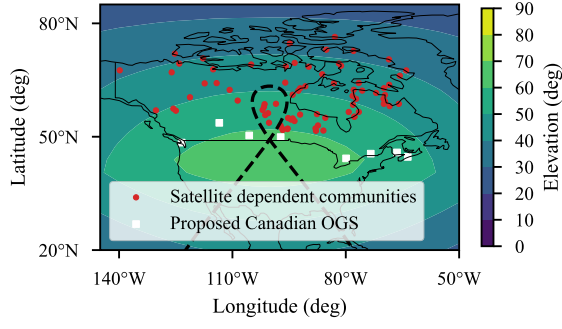 80°N
50°N
20°N
Latitude (deg)
Satellite dependent communities
Proposed Canadian OGS
140°W
110°W
80°W
50°W
Longitude (deg)
90
80
70
60
50
40
30
20
10
0
Elevation (deg)